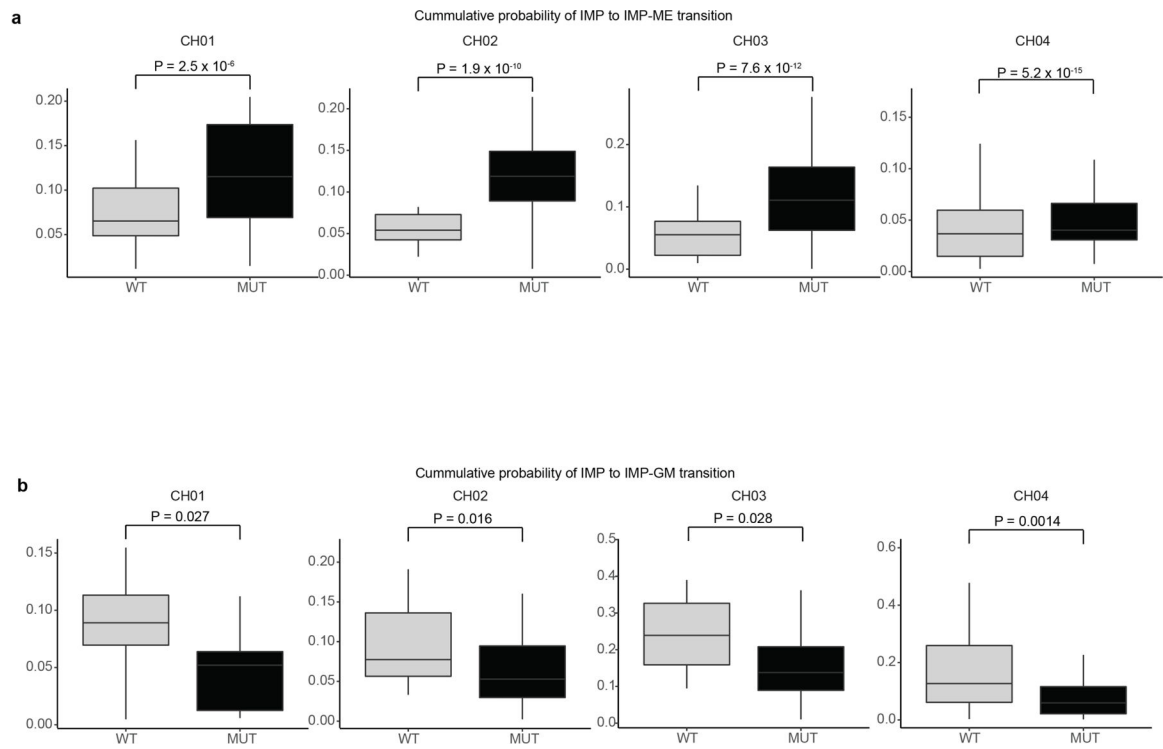 a
Cummulative probability of IMP to IMP-ME transition
CH01 CH02 CH03 CH04
P = 2.5 x 10-6 P = 1.9 x 10-10 P = 7.6 x 10-12 P = 5.2 x 10-15
0.20 0.15 0.10 0.05
WT MUT
0.20 0.15 0.10 0.05 0.00
WT MUT
0.2 0.1 0.0
WT MUT
0.15 0.10 0.05 0.00
WT MUT
b
Cummulative probability of IMP to IMP-GM transition
CH01 CH02 CH03 CH04
P = 0.027 P = 0.016 P = 0.028 P = 0.0014
0.15 0.10 0.05 0.00
WT MUT
0.20 0.15 0.10 0.05 0.00
WT MUT
0.5 0.4 0.3 0.2 0.1 0.0
WT MUT
0.6 0.4 0.2 0.0
WT MUT